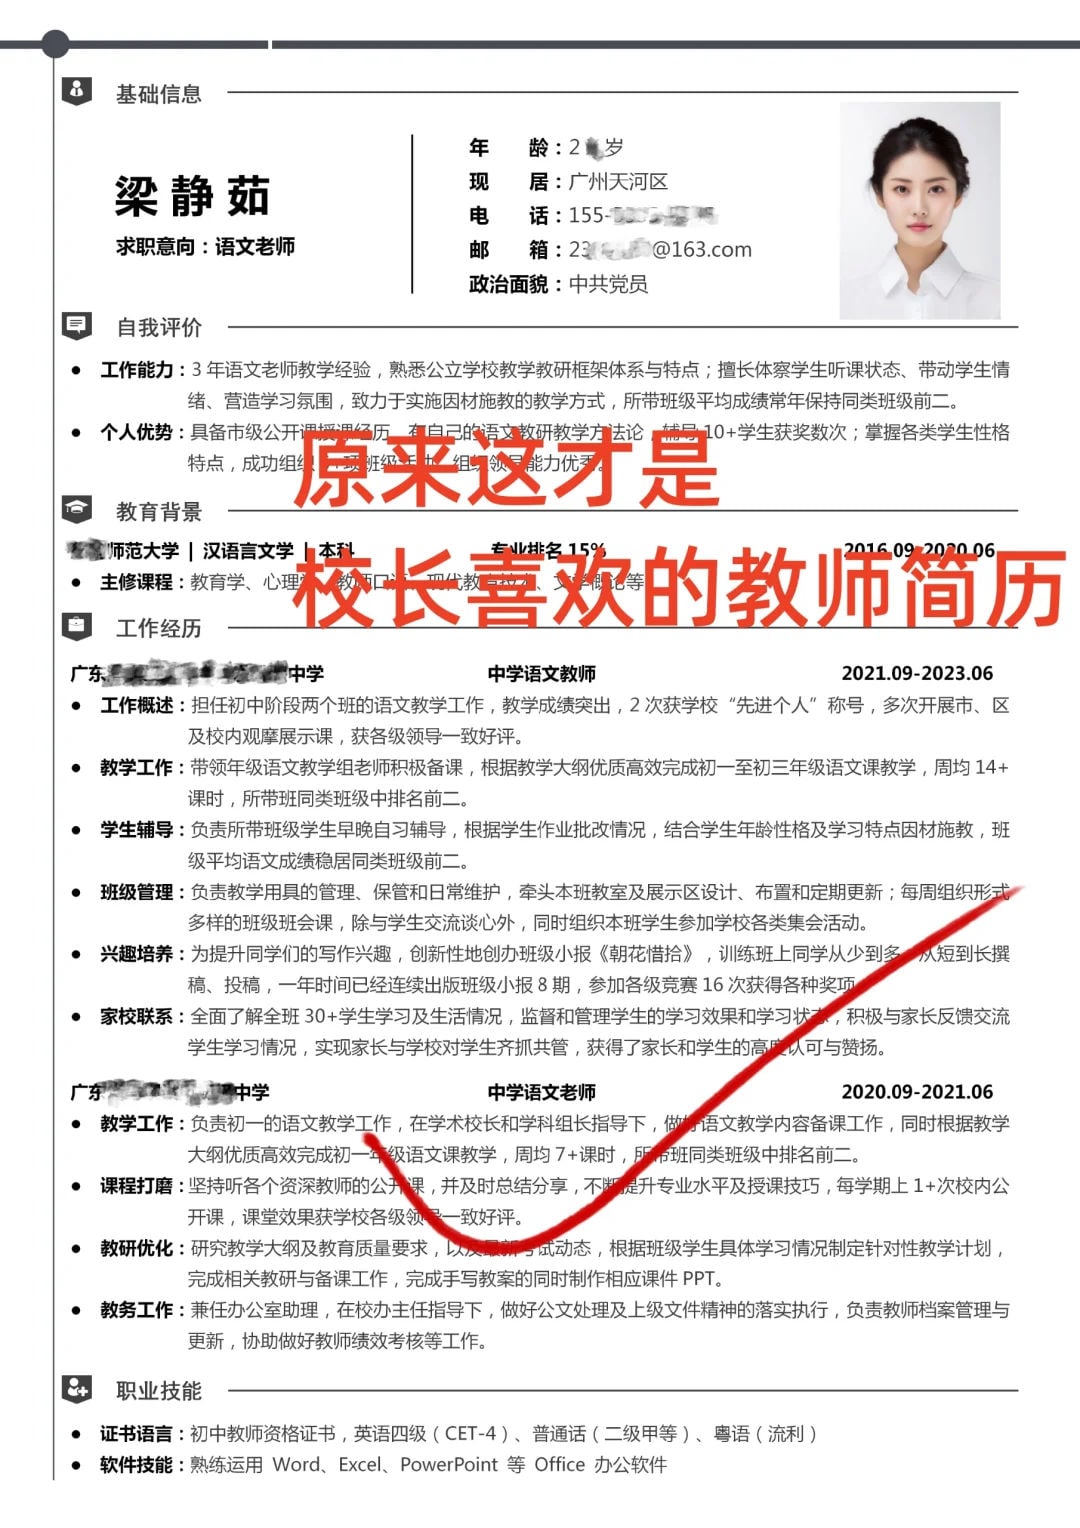 基础信息
梁静茹
求职意向：语文老师
年 龄：2 岁
现 居：广州天河区
电 话：155-
邮 箱：23 @163.com
政治面貌：中共党员
自我评价
● 工作能力：3 年语文老师教学经验，熟悉公立学校教学教研框架体系与特点；擅长体察学生听课状态、带动学生情
绪、营造学习氛围，致力于实施因材施教的教学方式，所带班级平均成绩常年保持同类班级前二。
● 个人优势：具备市级公开课授课经历，有自己的语文教研教学方法论，辅导 10+学生获奖数次；掌握各类学生性格
特点，成功组织 项班级活动，组织领导能力优秀。
原来这才是
教育背景
师范大学 | 汉语言文学 | 本科 专业排名 15% 2016.09-2020.06
● 主修课程：教育学、心理学、教师口语、现代教育技术、文学概论等
校长喜欢的教师简历
工作经历
广东 中学 中学语文教师 2021.09-2023.06
● 工作概述：担任初中阶段两个班的语文教学工作，教学成绩突出，2 次获学校“先进个人”称号，多次开展市、区
及校内观摩展示课，获各级领导一致好评。
● 教学工作：带领年级语文教学组老师积极备课，根据教学大纲优质高效完成初一至初三年级语文课教学，周均 14+
课时，所带班同类班级中排名前二。
● 学生辅导：负责所带班级学生早晚自习辅导，根据学生作业批改情况，结合学生年龄性格及学习特点因材施教，班
级平均语文成绩稳居同类班级前二。
● 班级管理：负责教学用具的管理、保管和日常维护，牵头本班教室及展示区设计、布置和定期更新；每周组织形式
多样的班级班会课，除与学生交流谈心外，同时组织本班学生参加学校各类集会活动。
● 兴趣培养：为提升同学们的写作兴趣，创新性地创办班级小报《朝花惜拾》，训练班上同学从少到多、从短到长撰
稿、投稿，一年时间已经连续出版班级小报 8 期，参加各级竞赛 16 次获得各种奖项。
● 家校联系：全面了解全班 30+学生学习及生活情况，监督和管理学生的学习效果和学习状态，积极与家长反馈交流
学生学习情况，实现家长与学校对学生齐抓共管，获得了家长和学生的高度认可与赞扬。
广东 中学 中学语文老师 2020.09-2021.06
● 教学工作：负责初一的语文教学工作，在学术校长和学科组长指导下，做好语文教学内容备课工作，同时根据教学
大纲优质高效完成初一年级语文课教学，周均 7+课时，所带班同类班级中排名前二。
● 课程打磨：坚持听各个资深教师的公开课，并及时总结分享，不断提升专业水平及授课技巧，每学期上 1+次校内公
开课，课堂效果获学校各级领导一致好评。
● 教研优化：研究教学大纲及教育质量要求，以及最新考试动态，根据班级学生具体学习情况制定针对性教学计划，
完成相关教研与备课工作，完成手写教案的同时制作相应课件 PPT。
● 教务工作：兼任办公室助理，在校办主任指导下，做好公文处理及上级文件精神的落实执行，负责教师档案管理与
更新，协助做好教师绩效考核等工作。
职业技能
● 证书语言：初中教师资格证书，英语四级（CET-4）、普通话（二级甲等）、粤语（流利）
● 软件技能：熟练运用 Word、Excel、PowerPoint 等 Office 办公软件